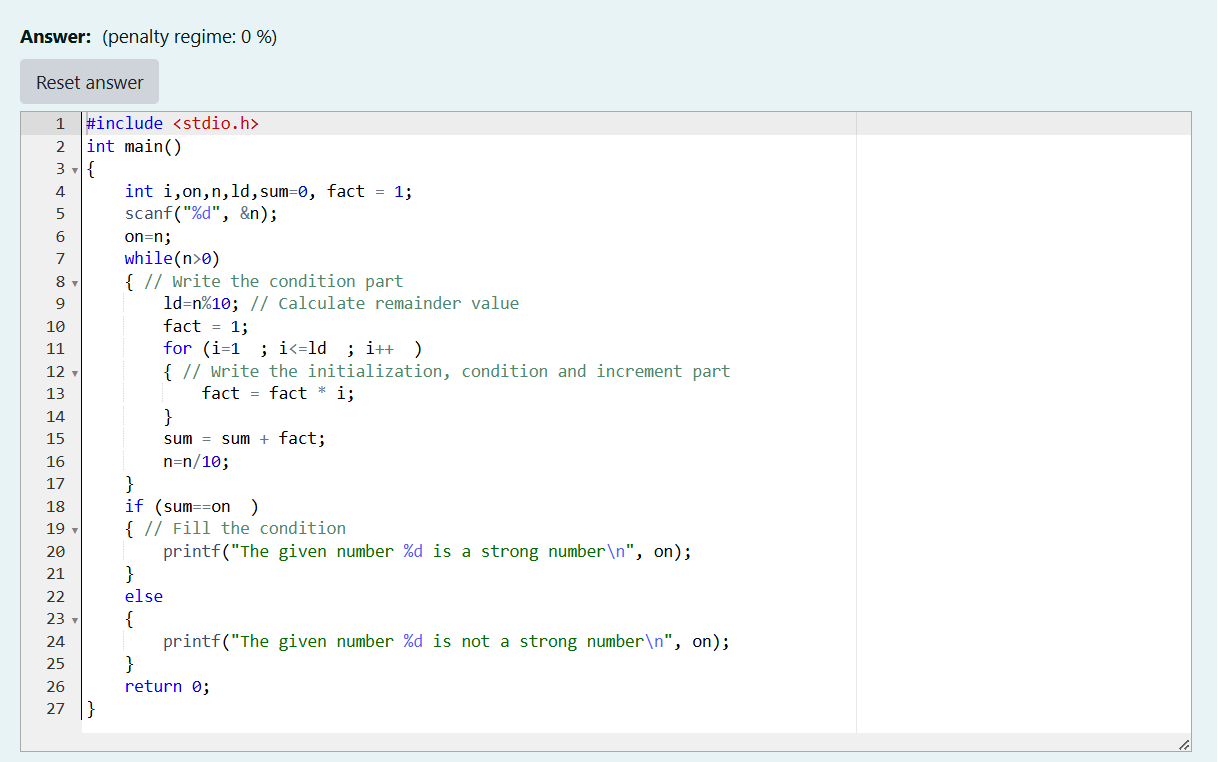 Answer: (penalty regime: 0 %)
Reset answer
1 #include <stdio.h>
2 int main()
3 {
4     int i,on,n,ld,sum=0, fact = 1;
5     scanf("%d", &n);
6     on=n;
7     while(n>0)
8     { // Write the condition part
9         ld=n%10; // Calculate remainder value
10         fact = 1;
11         for (i=1  ; i<=ld  ; i++  )
12         { // Write the initialization, condition and increment part
13             fact = fact * i;
14         }
15         sum = sum + fact;
16         n=n/10;
17     }
18     if (sum==on  )
19     { // Fill the condition
20         printf("The given number %d is a strong number\n", on);
21     }
22     else
23     {
24         printf("The given number %d is not a strong number\n", on);
25     }
26     return 0;
27 }